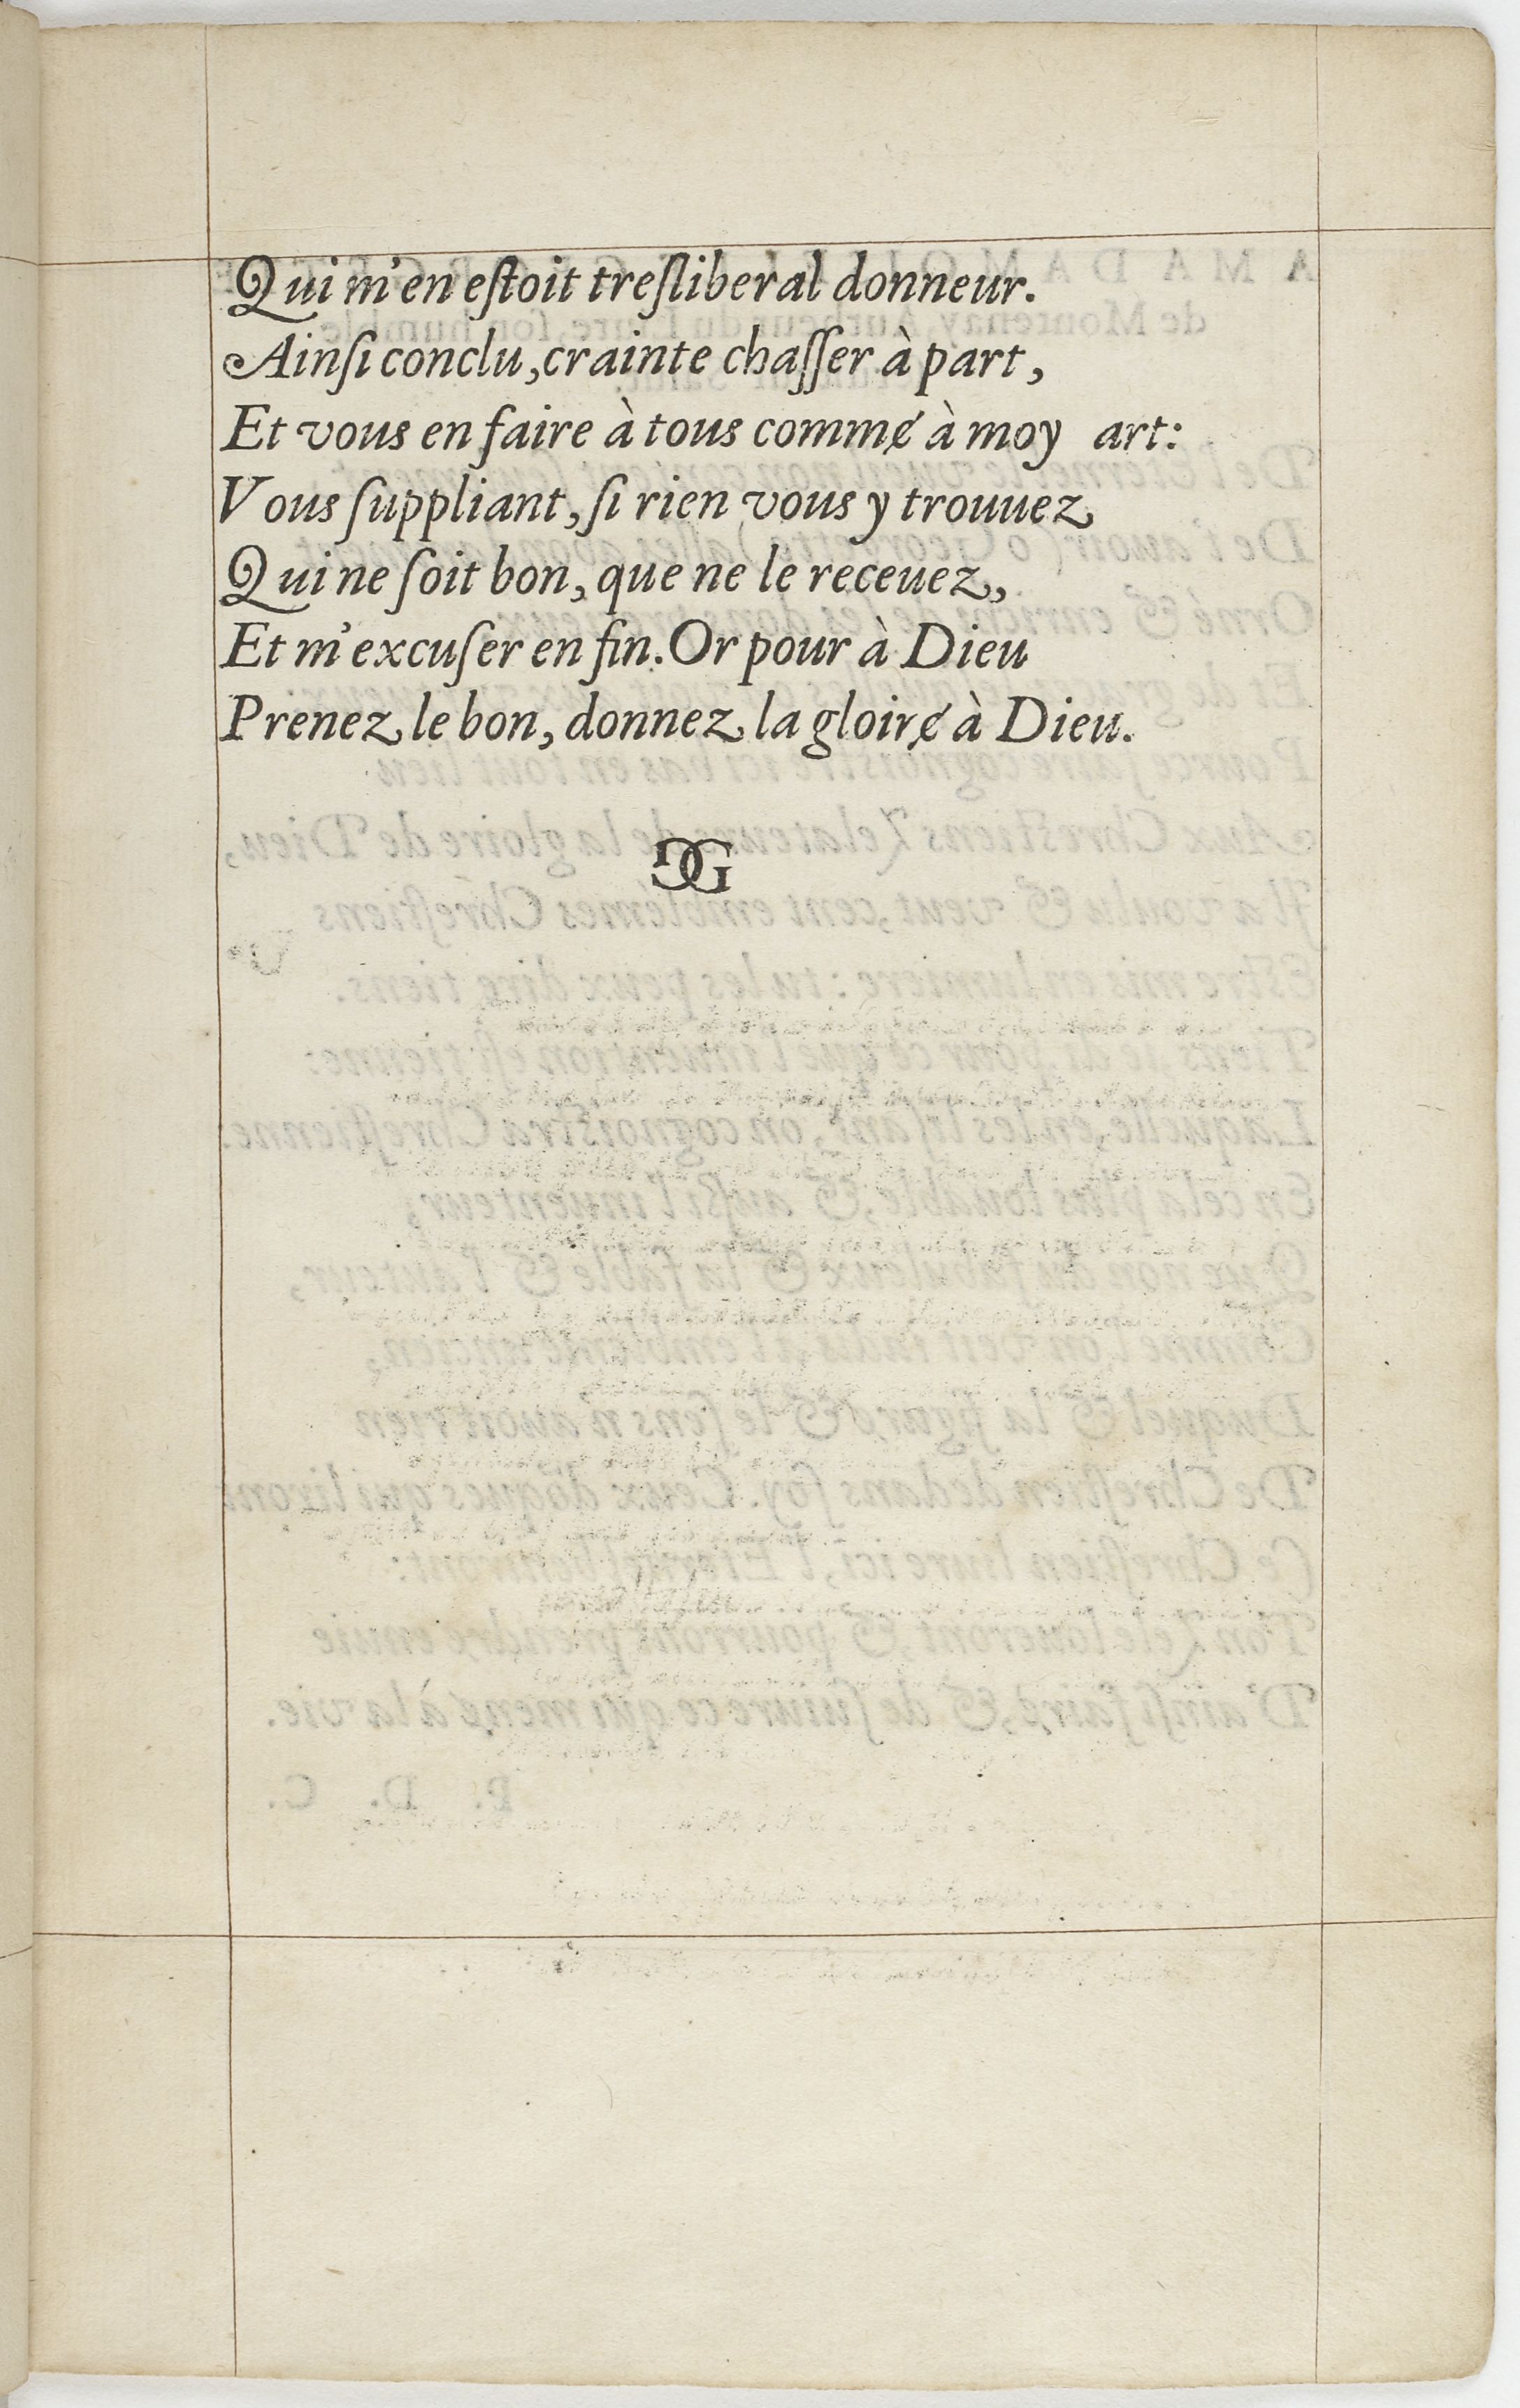 Qui m'en eſtoit treſliberal donneur.
Ainſi conclu, crainte chaſſer à part,
Et vous en faire à tous comme̸ à moy art:
Vous ſuppliant, ſi rien vous y trouuez
Qui ne ſoit bon, que ne le receuez,
Et m'excuſer en fin. Or pour à Dieu
Prenez le bon, donnez la gloire̸ à Dieu.
GG